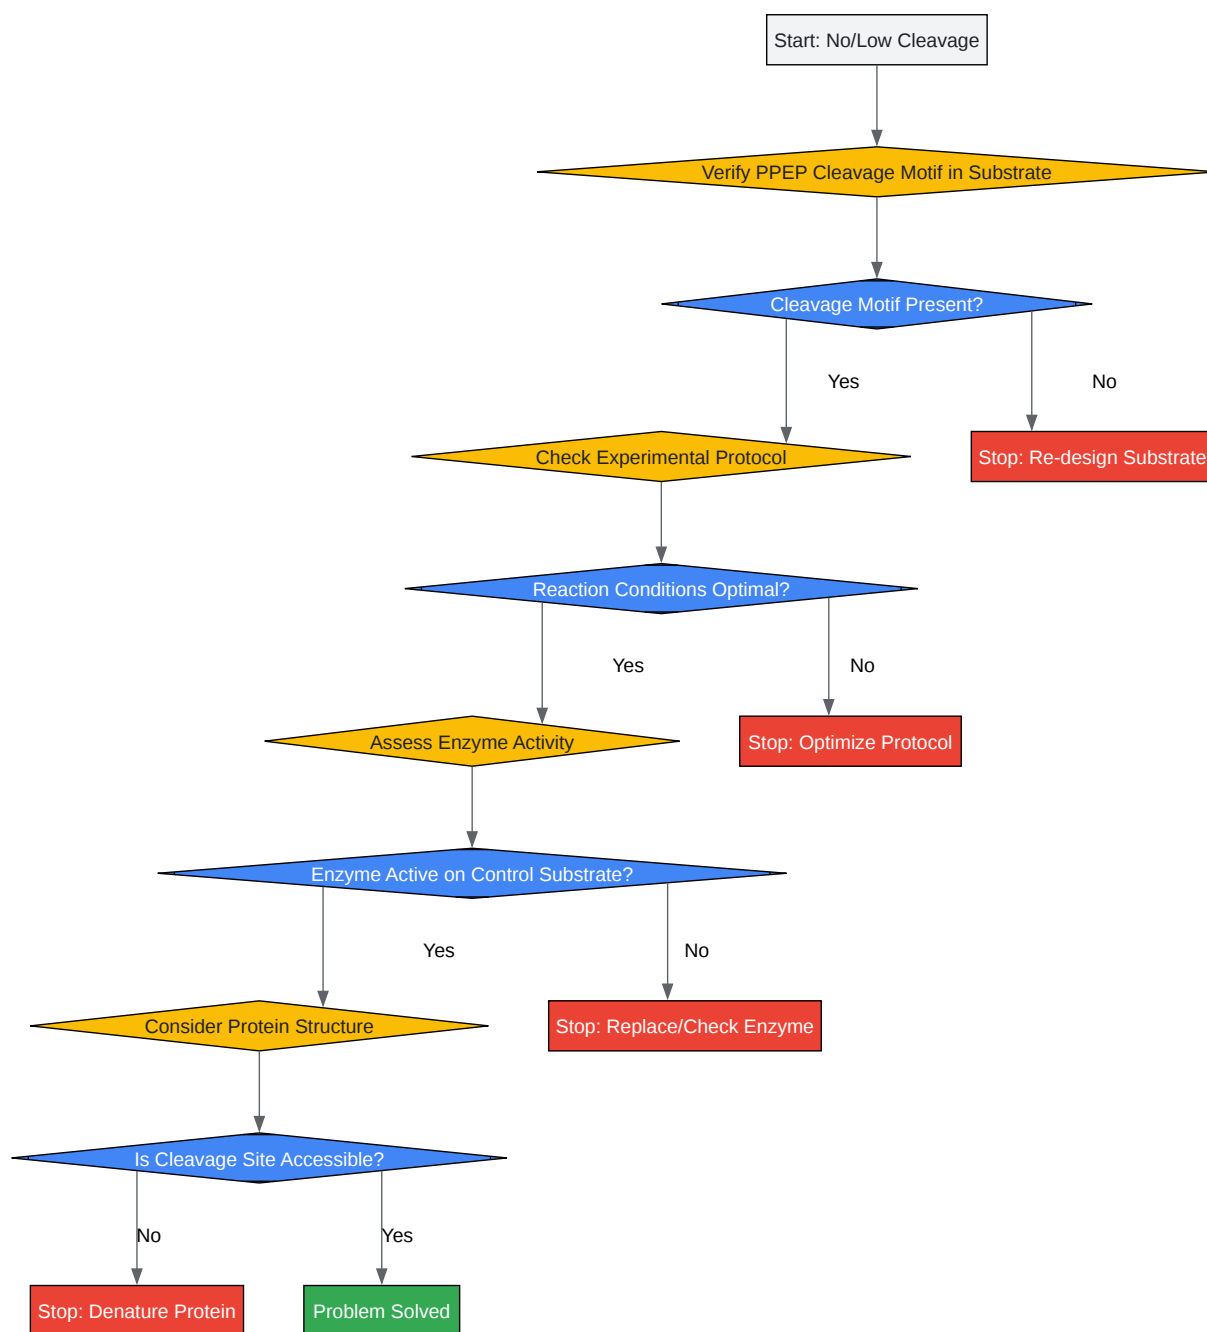 Start: No/Low Cleavage
Verify PPEP Cleavage Motif in Substrate
Cleavage Motif Present?
Yes
No
Check Experimental Protocol
Stop: Re-design Substrate
Reaction Conditions Optimal?
Yes
No
Assess Enzyme Activity
Stop: Optimize Protocol
Enzyme Active on Control Substrate?
Yes
No
Consider Protein Structure
Stop: Replace/Check Enzyme
Is Cleavage Site Accessible?
No
Yes
Stop: Denature Protein
Problem Solved